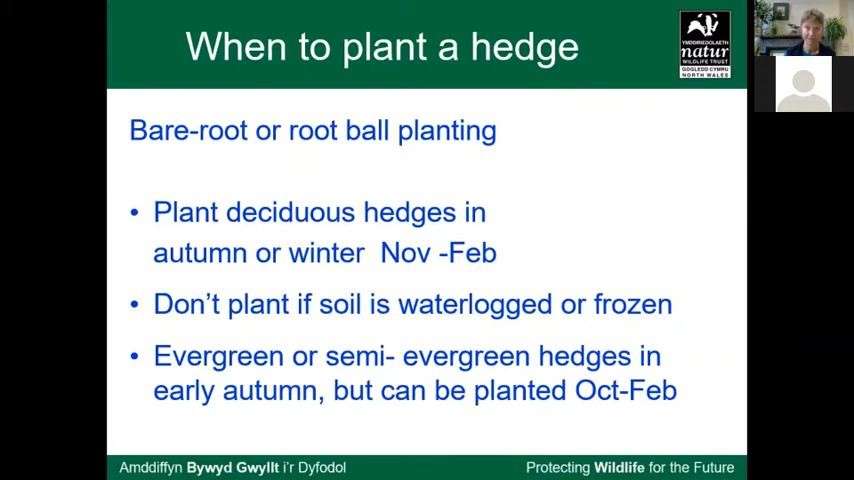 When to plant a hedge
YMDDIRIEDOLAETH
natur
WILDLIFE TRUST
GOGLEDD CYMRU
NORTH WALES
Bare-root or root ball planting
• Plant deciduous hedges in
autumn or winter Nov -Feb
• Don't plant if soil is waterlogged or frozen
• Evergreen or semi- evergreen hedges in
early autumn, but can be planted Oct-Feb
Amddiffyn Bywyd Gwyllt i'r Dyfodol
Protecting Wildlife for the Future